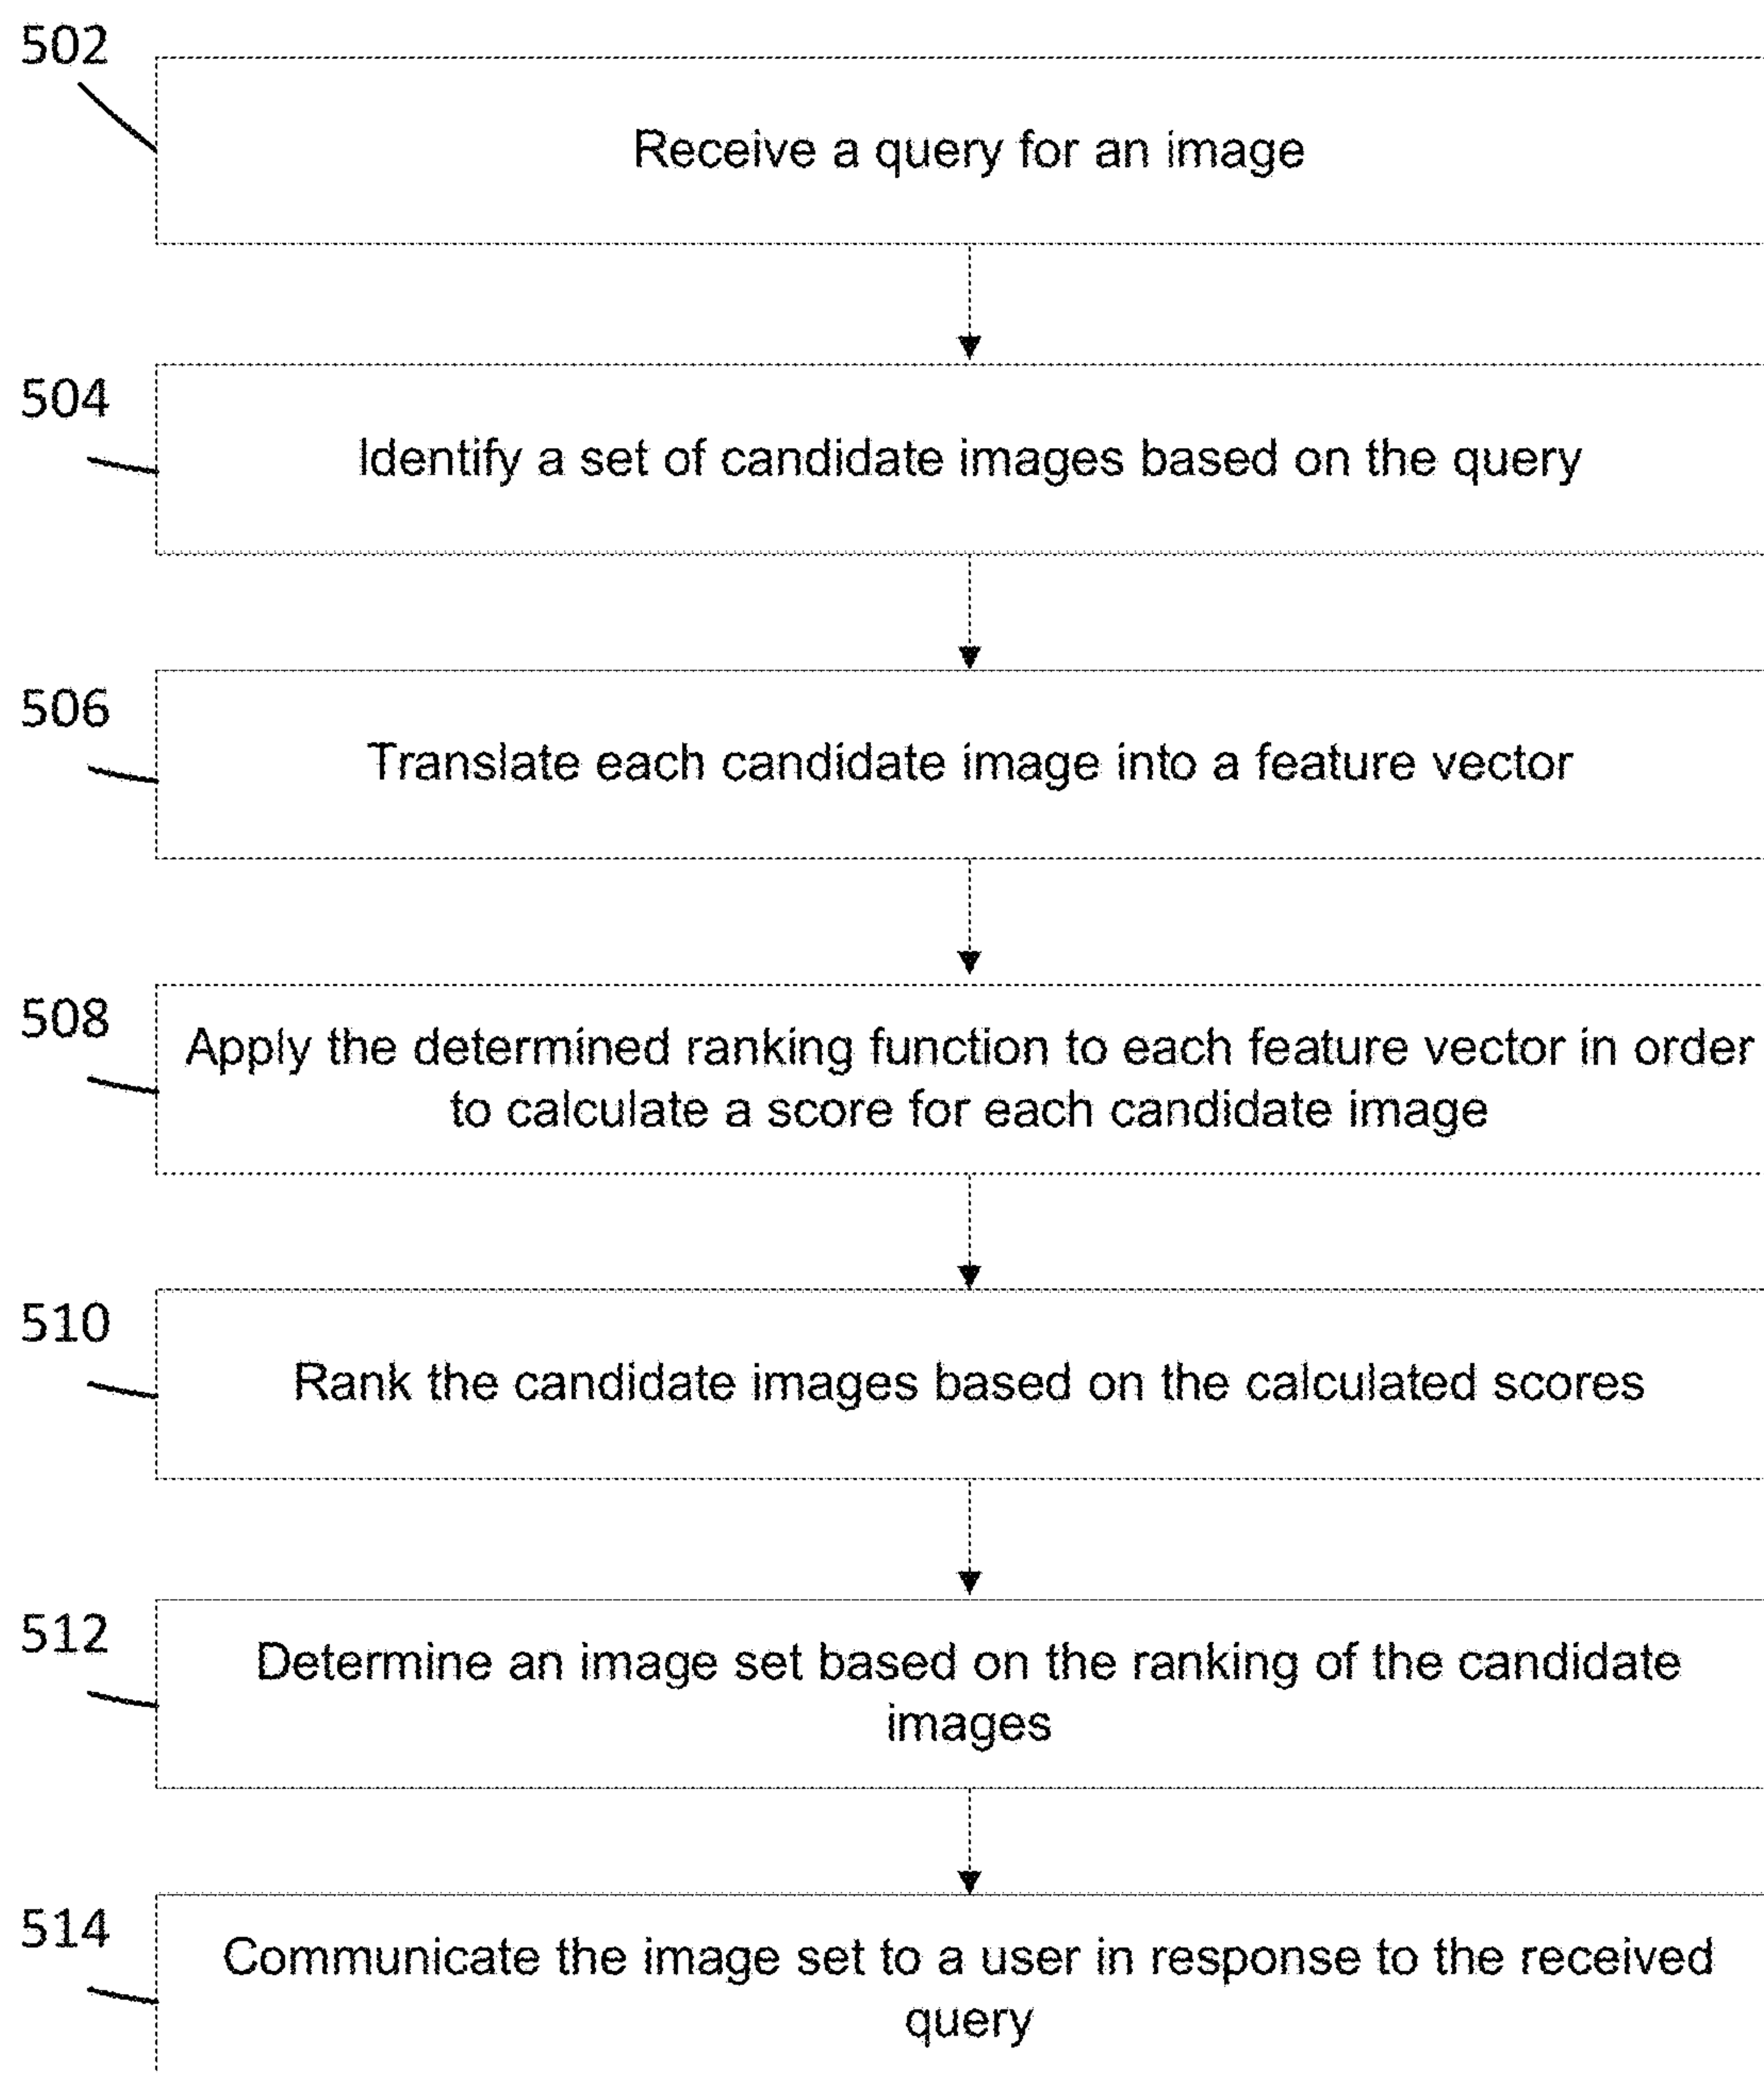 502
Receive a query for an image
504
Identify a set of candidate images based on the query
506
Translate each candidate image into a feature vector
508
Apply the determined ranking function to each feature vector in order
to calculate a score for each candidate image
510
Rank the candidate images based on the calculated scores
512
Determine an image set based on the ranking of the candidate
images
514
Communicate the image set to a user in response to the received
query